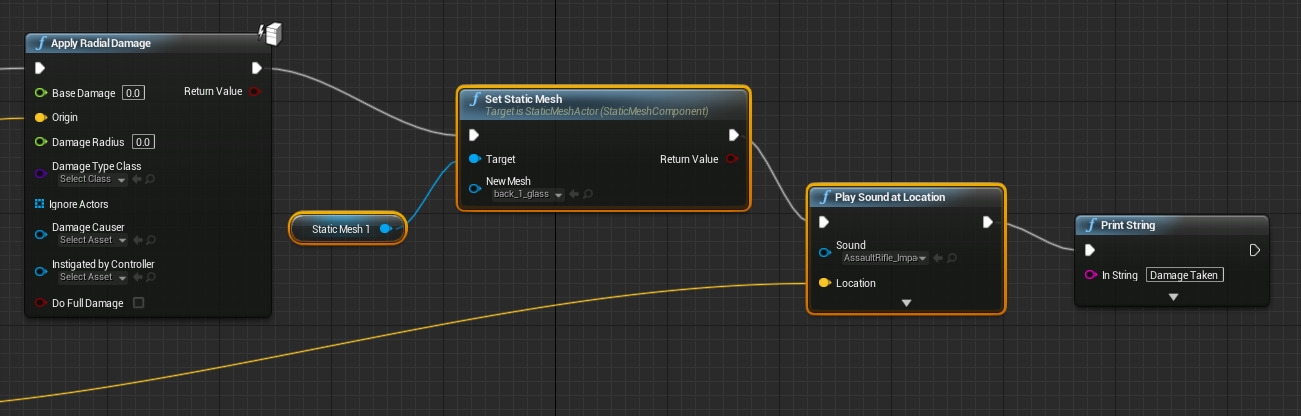 Apply Radial Damage
Base Damage 0.0
Return Value
Origin
Damage Radius 0.0
Damage Type Class
Select Class
Ignore Actors
Damage Causer
Select Asset
Instigated by Controller
Select Asset
Do Full Damage
Static Mesh 1
Set Static Mesh
Target is StaticMeshActor (StaticMeshComponent)
Target
Return Value
New Mesh
back_1_glass
Play Sound at Location
Sound
AssaultRifle_Impa
Location
Print String
In String Damage Taken